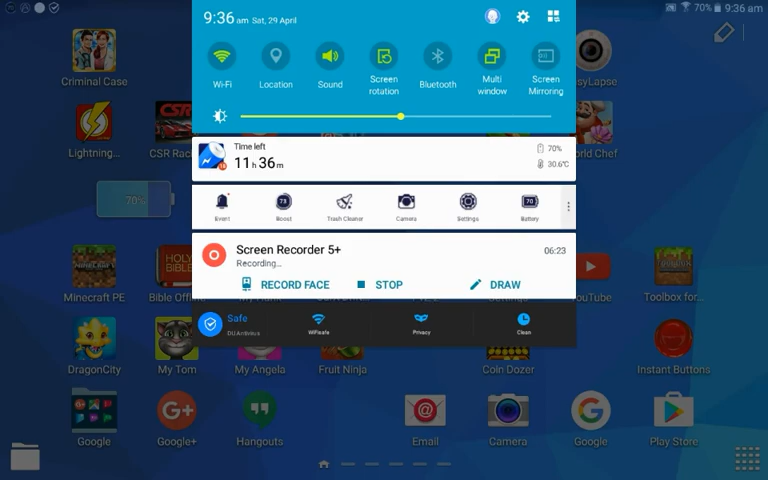 70% 9:36 am
9:36 am Sat, 29 April
Wi-Fi
Location
Sound
Screen rotation
Bluetooth
Multi window
Screen Mirroring
Time left
11 h 36 m
70%
30.6°C
Event
73
Boost
Trash Cleaner
Camera
Settings
70
Battery
Screen Recorder 5+
06:23
Recording...
RECORD FACE
STOP
DRAW
Safe
DU Antivirus
WiFisafe
Privacy
Clean
Criminal Case
Lightning...
CSR
CSR Rac
70%
Minecraft PE
HOLY BIBLE
Bible Offli
YouTube
Toolbox for...
DragonCity
My Tom
My Angela
Fruit Ninja
Coin Dozer
Instant Buttons
Google
Google+
Hangouts
Email
Camera
Google
Play Store